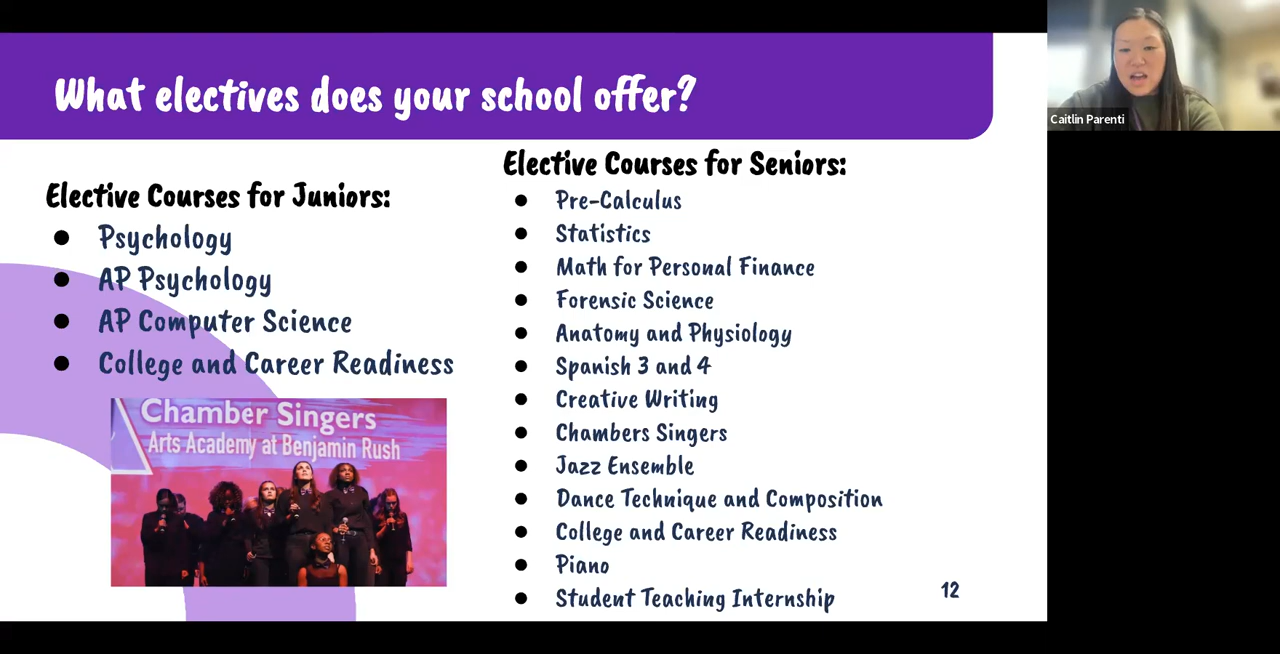 What electives does your school offer?
Caitlin Parenti
Elective Courses for Juniors:
Psychology
AP Psychology
AP Computer Science
College and Career Readiness
Chamber Singers
Arts Academy at Benjamin Rush
Elective Courses for Seniors:
Pre-Calculus
Statistics
Math for Personal Finance
Forensic Science
Anatomy and Physiology
Spanish 3 and 4
Creative Writing
Chambers Singers
Jazz Ensemble
Dance Technique and Composition
College and Career Readiness
Piano
Student Teaching Internship
12